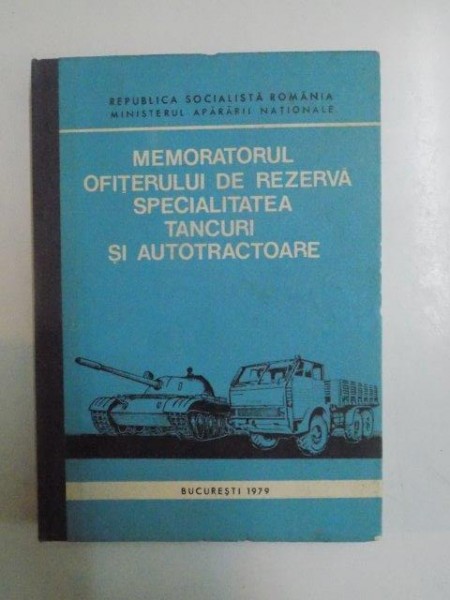 REPUBLICA SOCIALISTĂ ROMÂNIA
MINISTERUL APĂRĂRII NAȚIONALE
MEMORATORUL
OFIȚERULUI DE REZERVĂ
SPECIALITATEA
TANCURI
ȘI AUTOTRACTOARE
BUCUREȘTI 1979